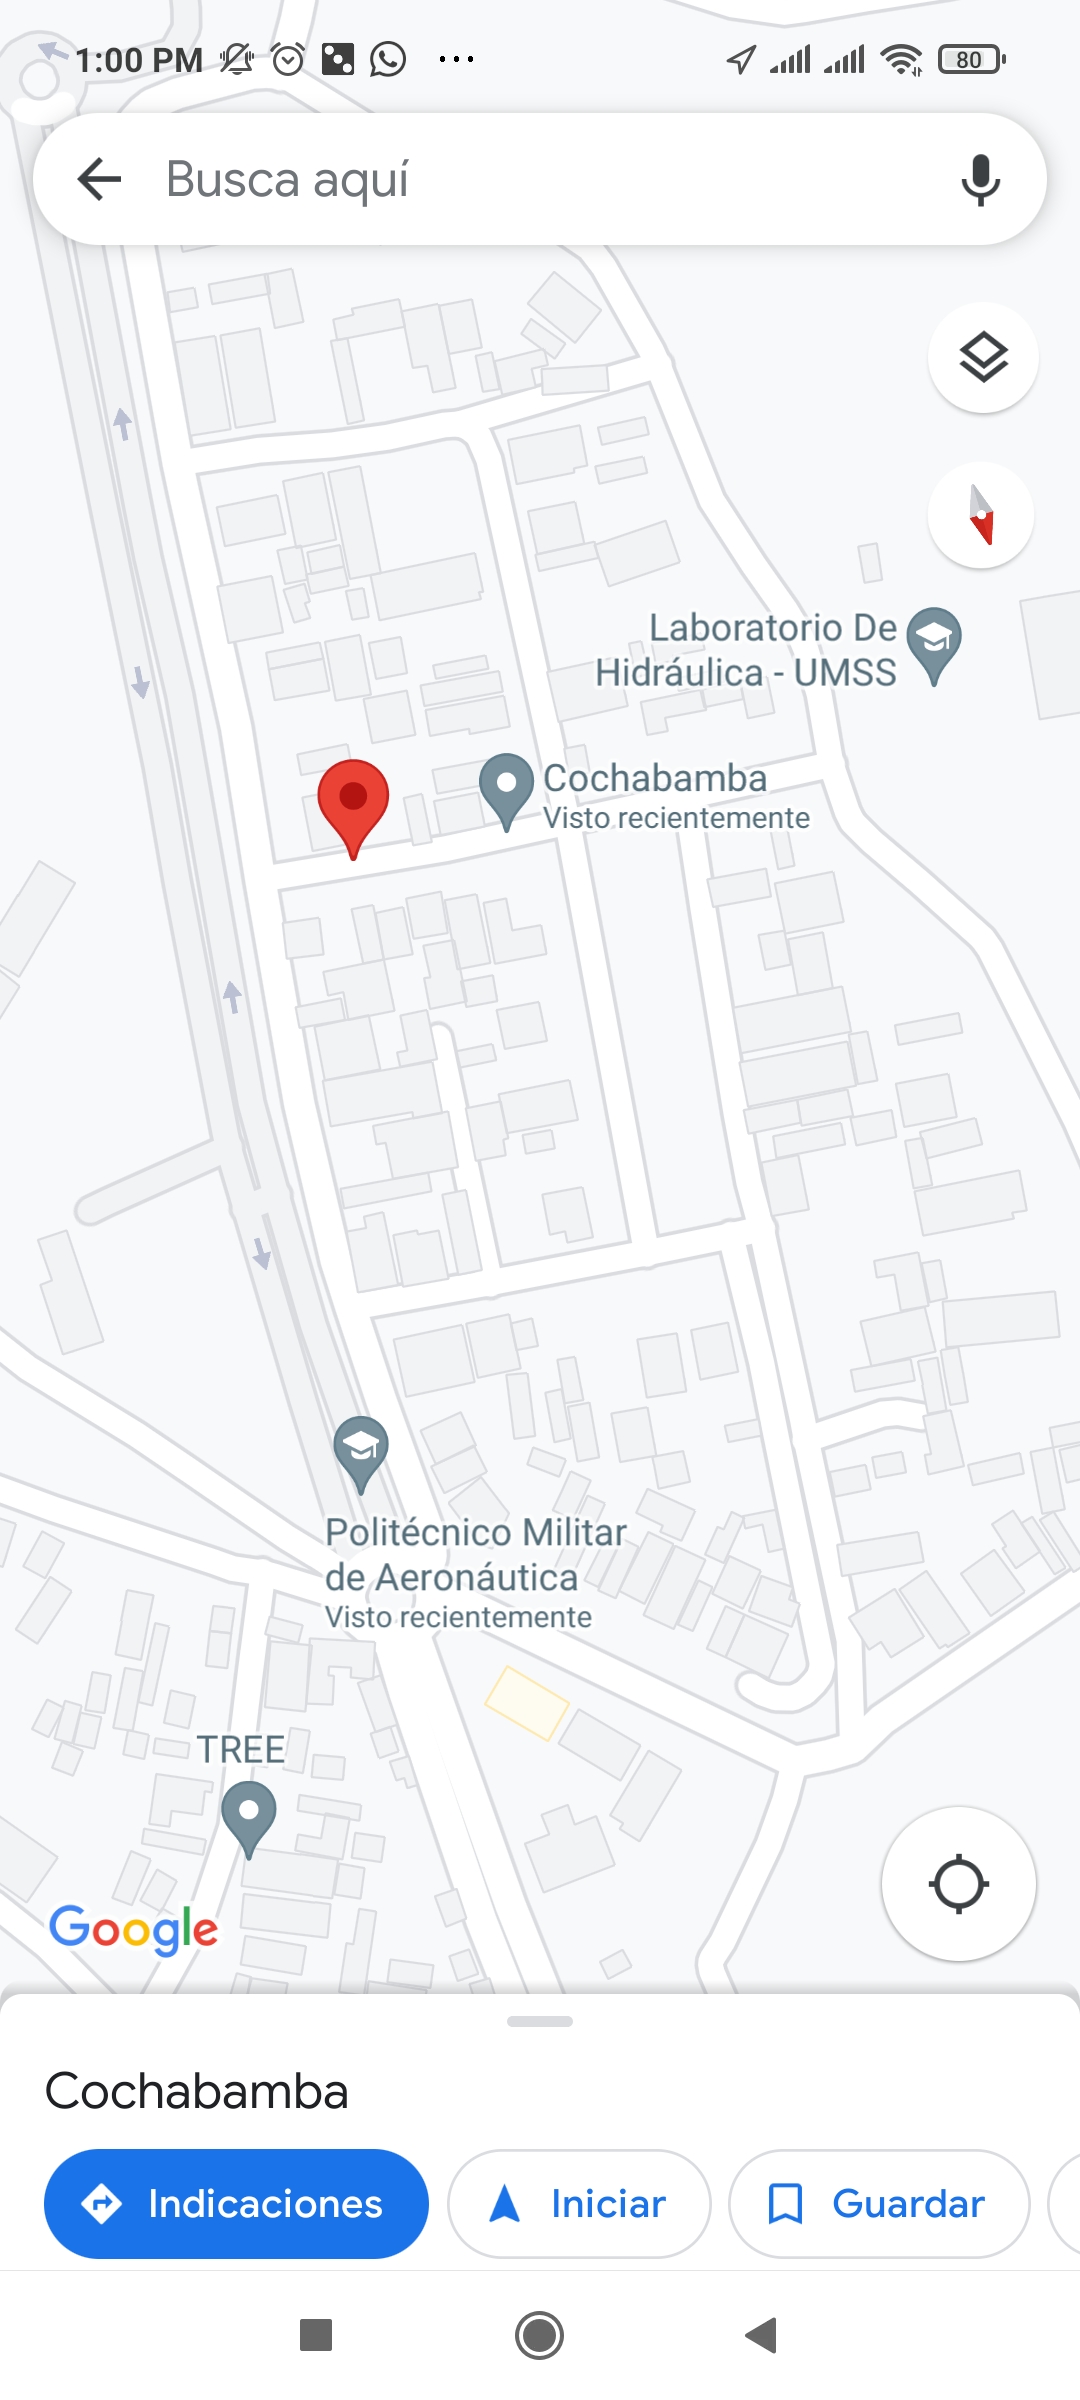 1:00 PM
80
Busca aquí
Laboratorio De
Hidráulica - UMSS
Cochabamba
Visto recientemente
Politécnico Militar
de Aeronáutica
Visto recientemente
TREE
Google
Cochabamba
Indicaciones
Iniciar
Guardar